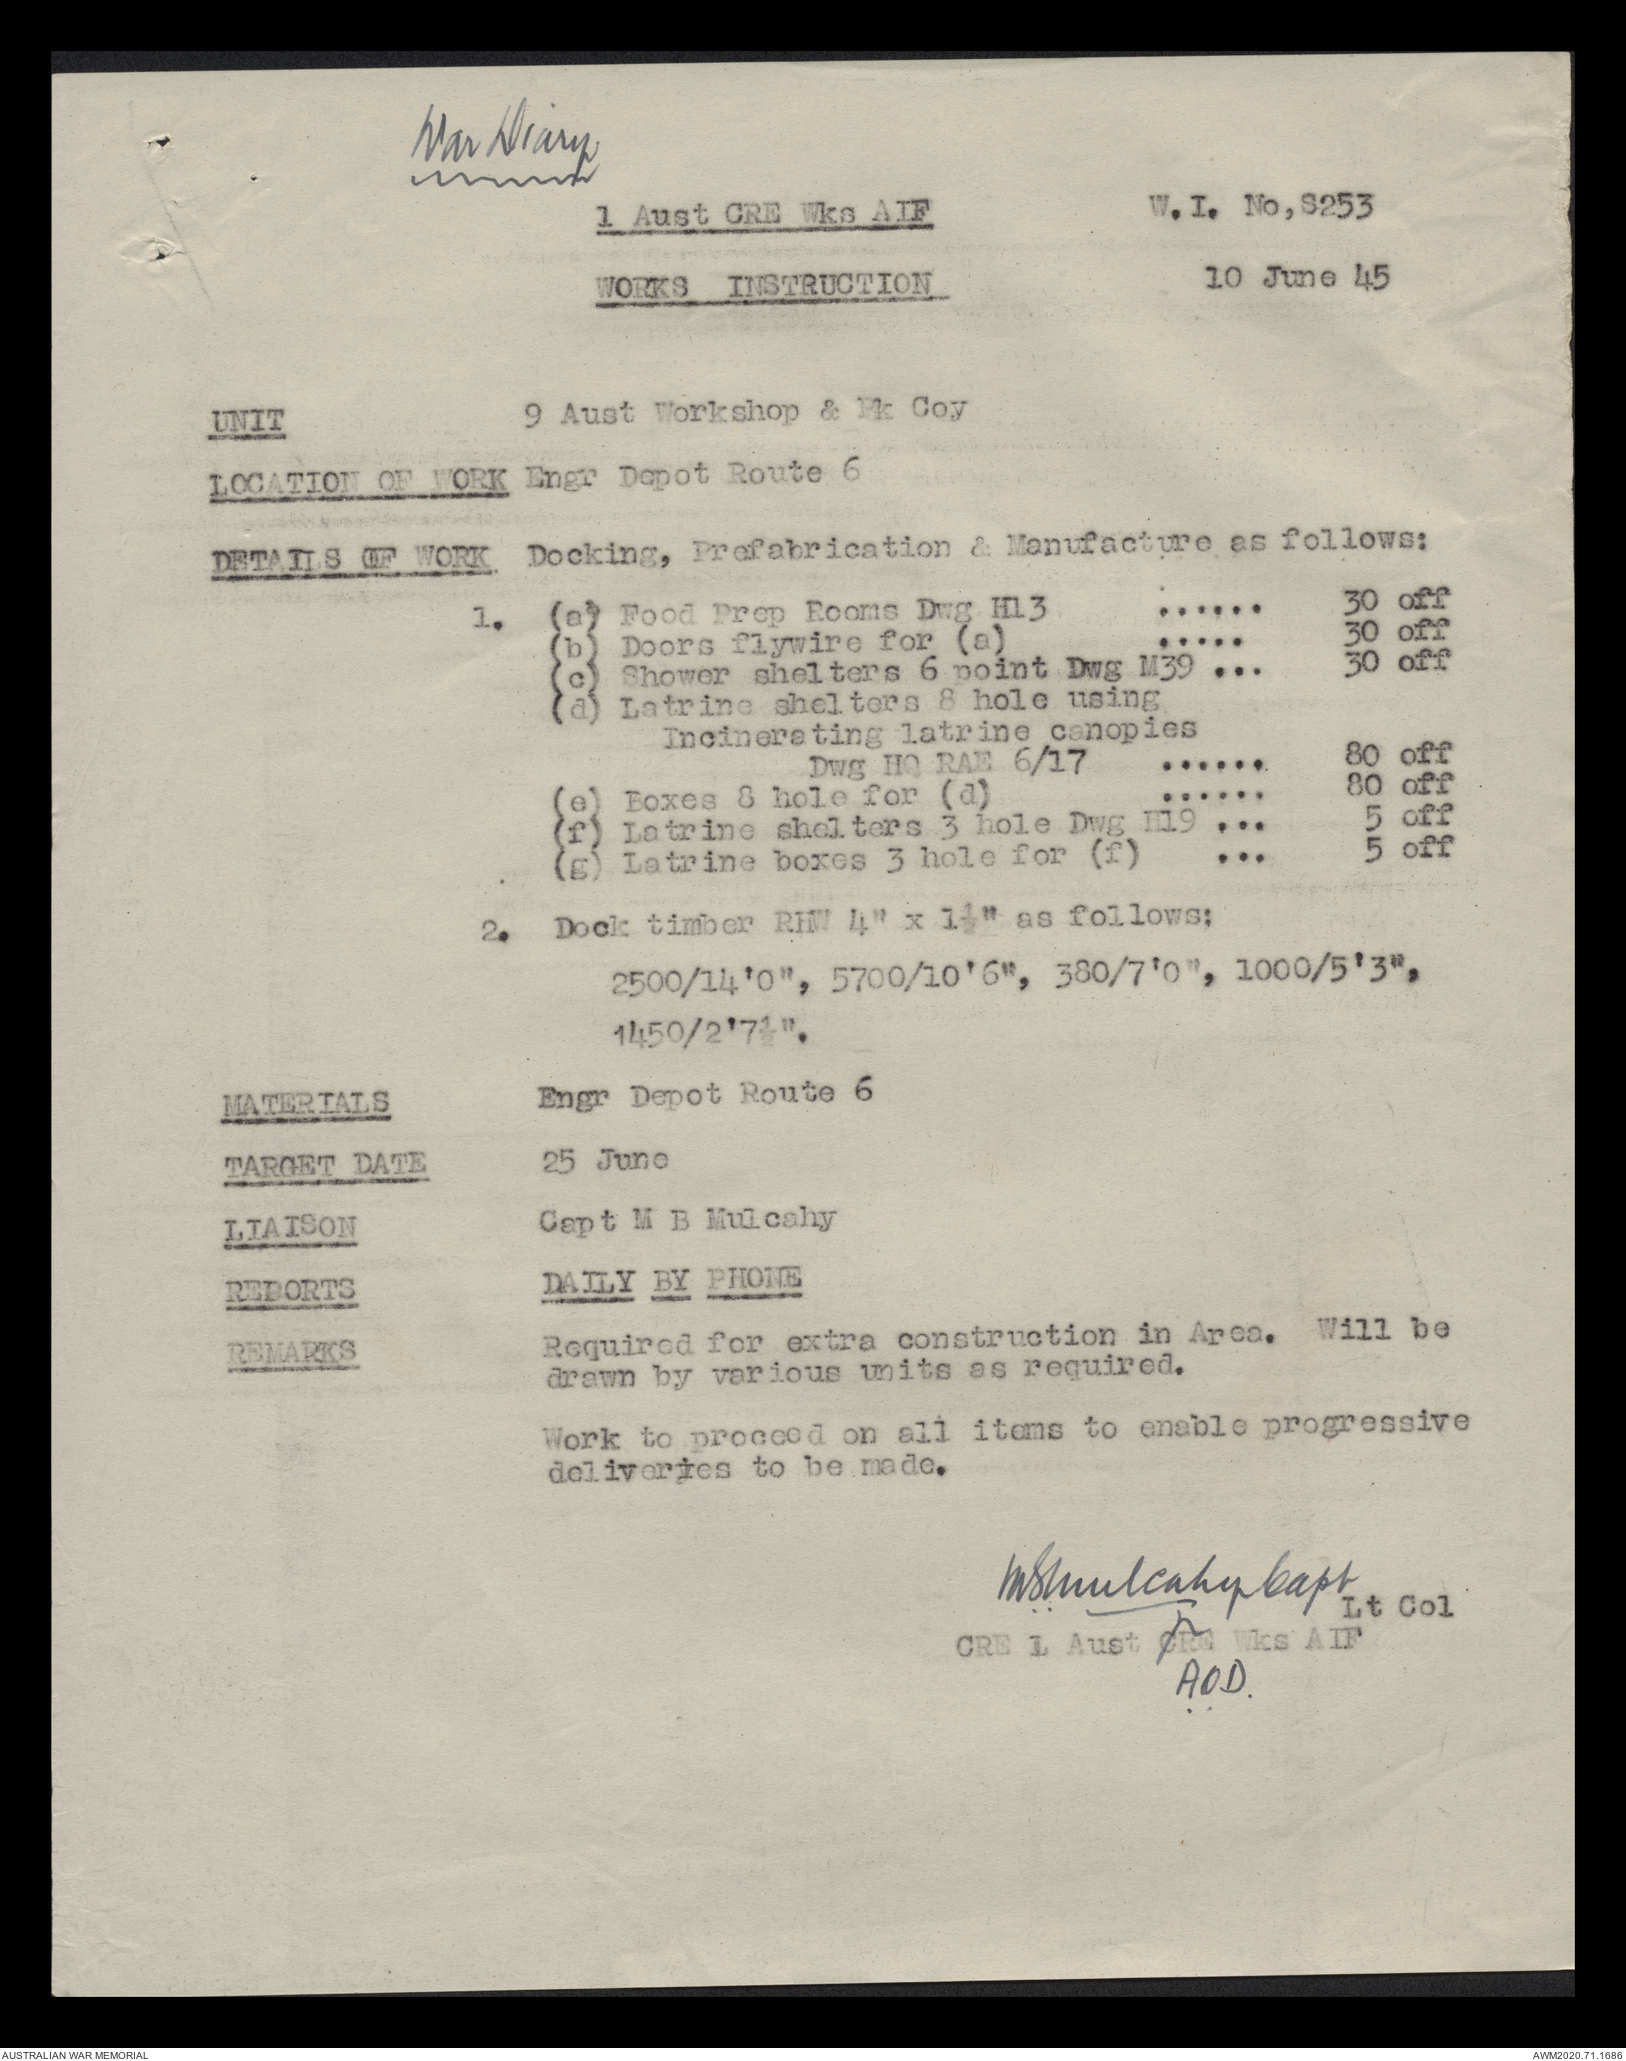 War Diary
1 Aust CRE Wks AIF
W.I. No,S253
WORKS INSTRUCTION
10 June 45
UNIT 9 Aust Workshop & Pk Coy
LOCATION OF WORK Engr Depot Route 6
DETAILS OF WORK Docking, Prefabrication & Manufacture as follows:
1. (a) Food Prep Rooms Dwg H13 ...... 30 off
(b) Doors flywire for (a) ..... 30 off
(c) Shower shelters 6 point Dwg M39 ... 30 off
(d) Latrine shelters 8 hole using
Incinerating latrine canopies
Dwg HQ RAE 6/17 ...... 80 off
(e) Boxes 8 hole for (d) ...... 80 off
(f) Latrine shelters 3 hole Dwg H19 ... 5 off
(g) Latrine boxes 3 hole for (f) ... 5 off
2. Dock timber RHW 4" x 1½" as follows:
2500/14'0", 5700/10'6", 380/7'0", 1000/5'3",
1450/2'7½".
MATERIALS Engr Depot Route 6
TARGET DATE 25 June
LIAISON Capt M B Mulcahy
REPORTS DAILY BY PHONE
REMARKS Required for extra construction in Area. Will be
drawn by various units as required.
Work to proceed on all items to enable progressive
deliveries to be made.
MBMulcahy Capt
Lt Col
CRE 1 Aust CRE Wks AIF
AOD.
AUSTRALIAN WAR MEMORIAL
AWM2020.71.1686